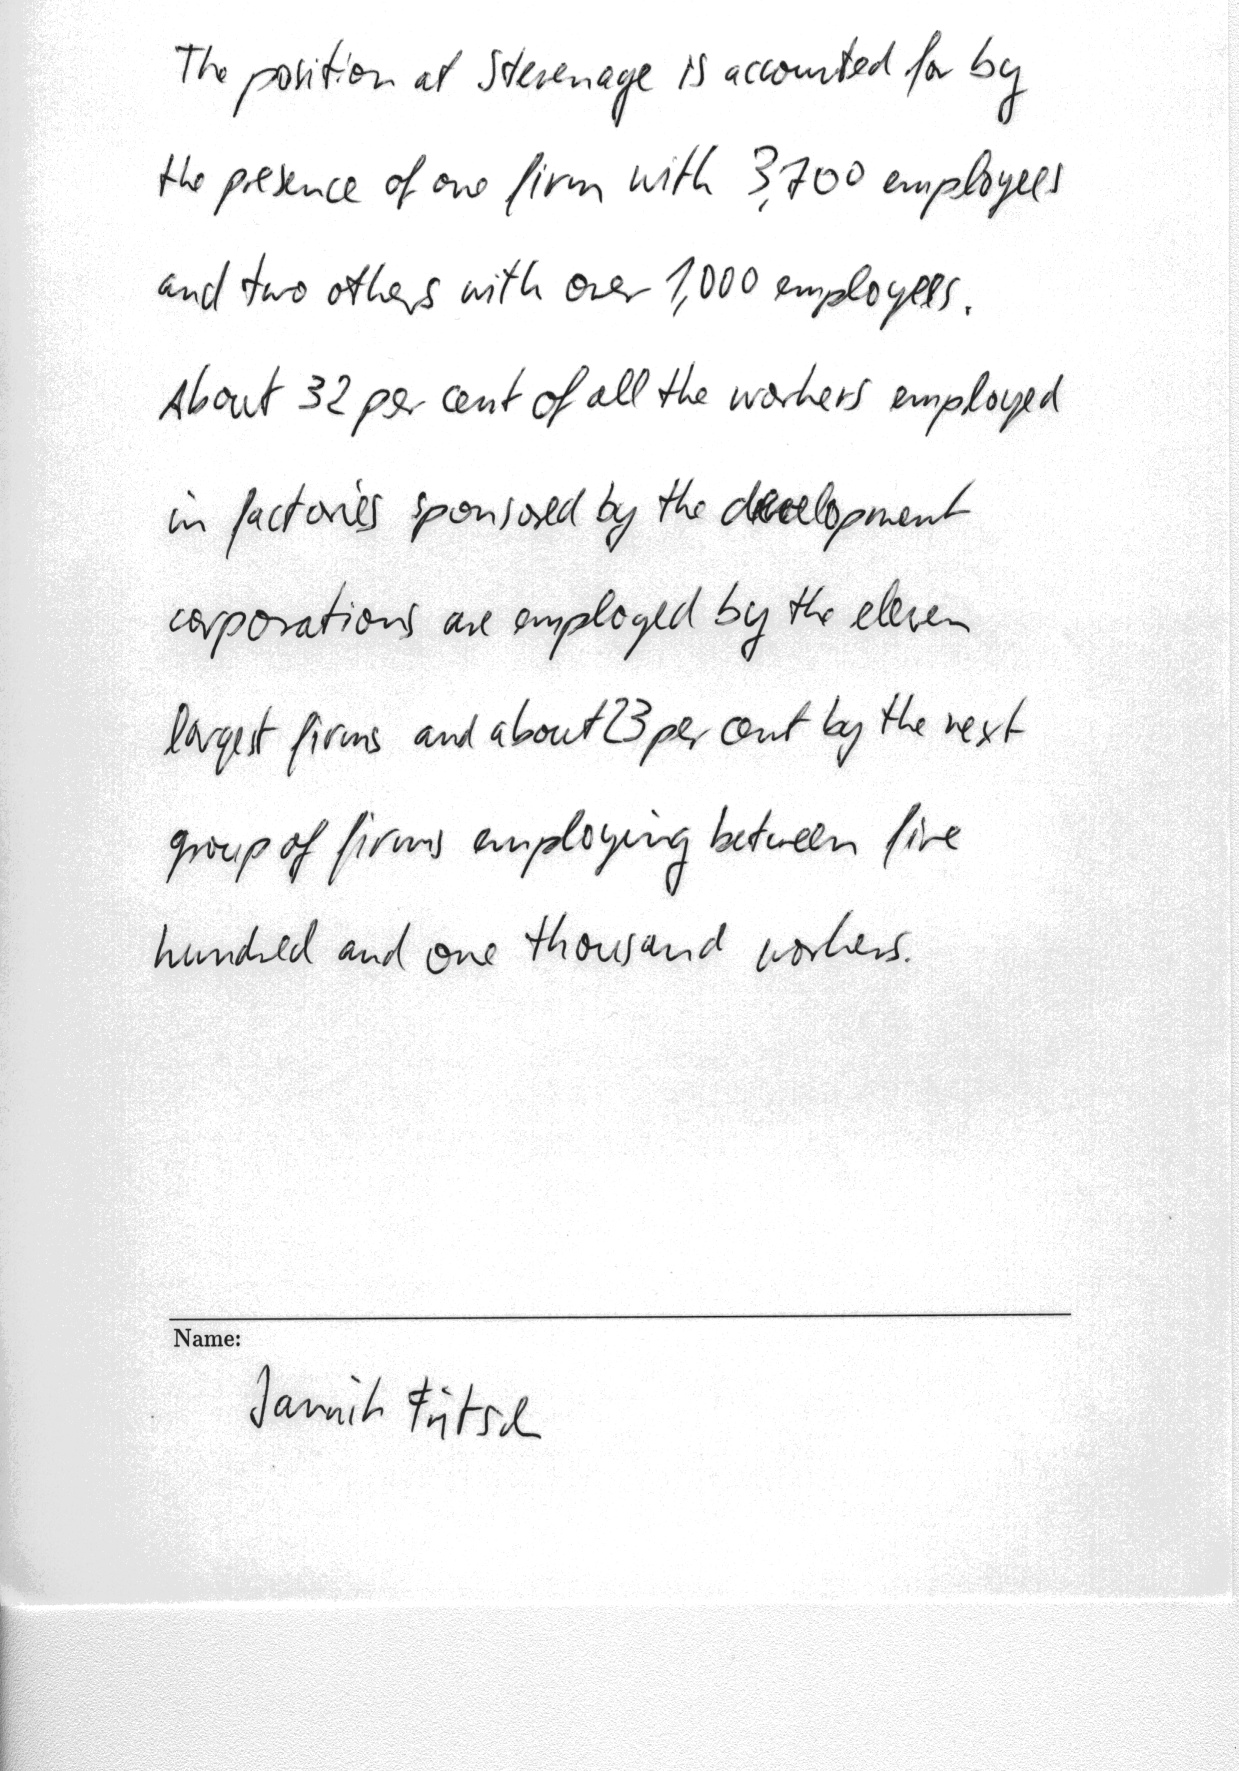 The position at Stevenage is accounted for by
the presence of one firm with 3,700 employees
and two others with over 1,000 employees.
About 32 per cent of all the workers employed
in factories sponsored by the development
corporations are employed by the eleven
largest firms and about 23 per cent by the next
group of firms employing between five
hundred and one thousand workers.
Name:
Jannik